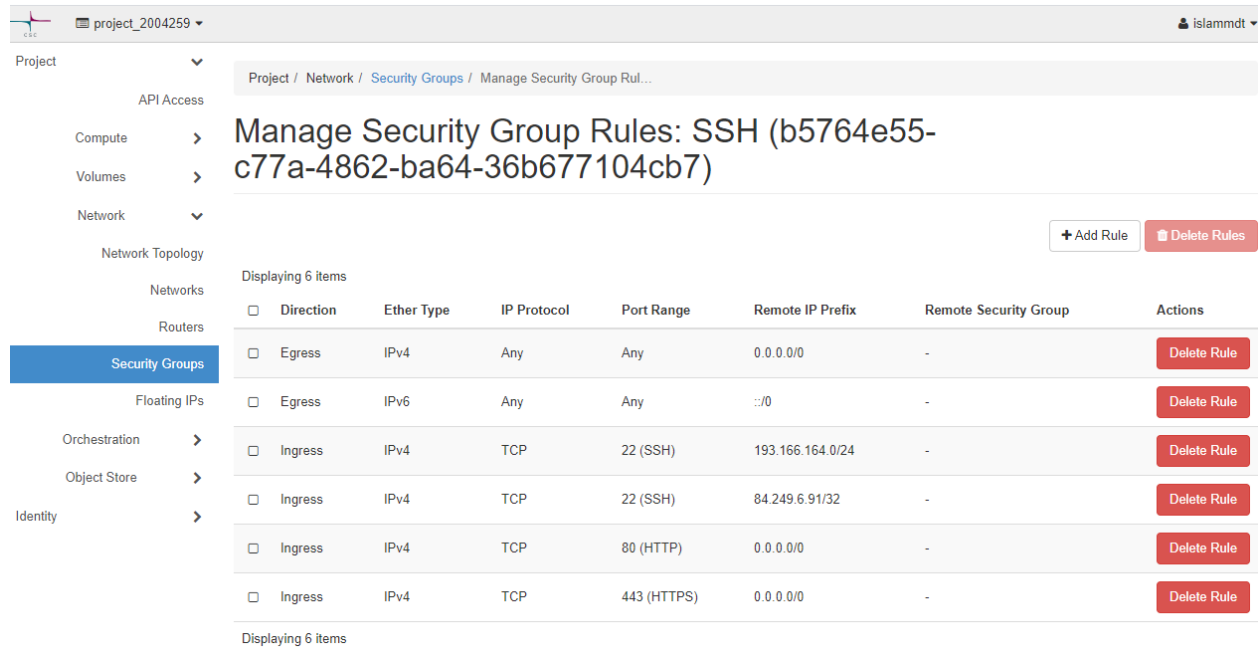 CSC
project_2004259
islammdt
Project
API Access
Compute
Volumes
Network
Network Topology
Networks
Routers
Security Groups
Floating IPs
Orchestration
Object Store
Identity
Project / Network / Security Groups / Manage Security Group Rul...
Manage Security Group Rules: SSH (b5764e55-
c77a-4862-ba64-36b677104cb7)
+ Add Rule Delete Rules
Displaying 6 items
Direction Ether Type IP Protocol Port Range Remote IP Prefix Remote Security Group Actions
Egress IPv4 Any Any 0.0.0.0/0 - Delete Rule
Egress IPv6 Any Any ::/0 - Delete Rule
Ingress IPv4 TCP 22 (SSH) 193.166.164.0/24 - Delete Rule
Ingress IPv4 TCP 22 (SSH) 84.249.6.91/32 - Delete Rule
Ingress IPv4 TCP 80 (HTTP) 0.0.0.0/0 - Delete Rule
Ingress IPv4 TCP 443 (HTTPS) 0.0.0.0/0 - Delete Rule
Displaying 6 items